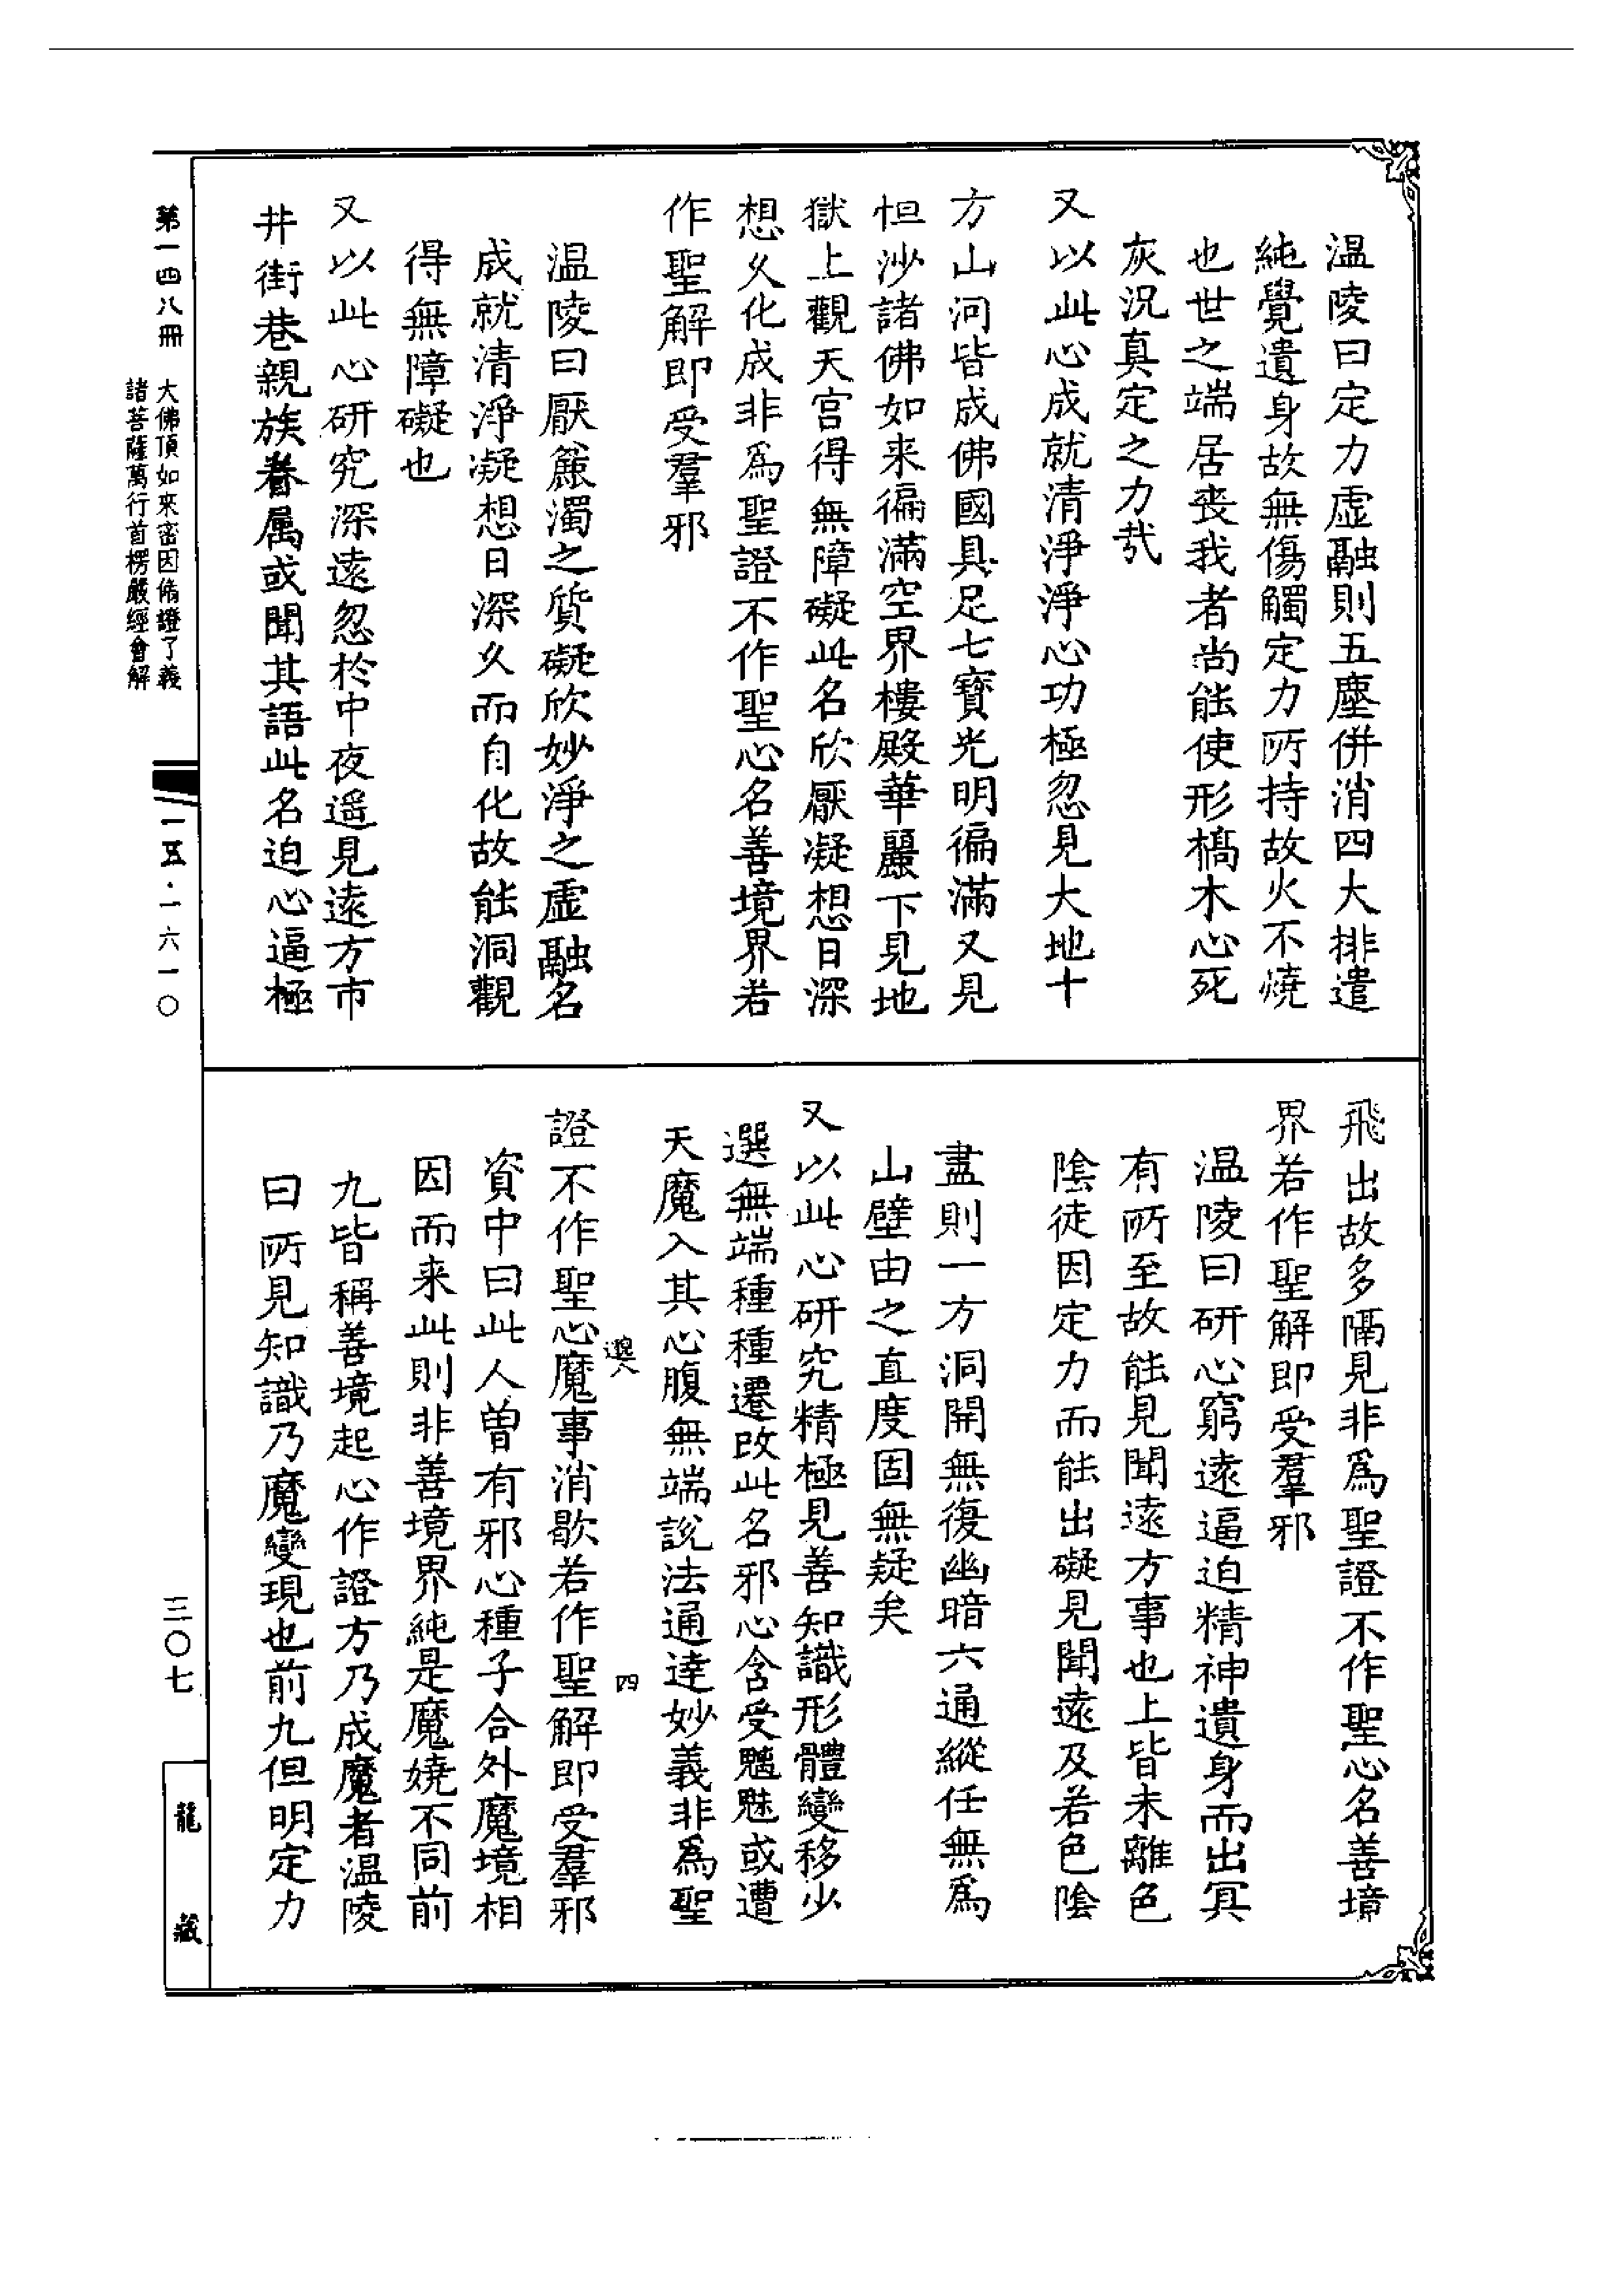 温陵曰定力虛融則五塵併消四大排遣
純覺遺身故無傷觸定力所持故火不燒
也世之端居喪我者尚能使形槁木心死
灰況真定之力哉
又以此心成就清淨淨心功極忽見大地十
方山河皆成佛國具足七寶光明徧滿又見
恒沙諸佛如来徧滿空界樓殿華麗下見地
獄上觀天宮得無障礙此名欣厭凝想日深
想久化成非爲聖證不作聖心名善境界若
作聖解即受羣邪
温陵曰厭麤濁之質礙欣妙淨之虛融名
成就清淨凝想日深久而自化故能洞觀
得無障礙也
又以此心研究深遠忽於中夜遥見遠方市
井街巷親族眷属或聞其語此名迫心逼極
飛出故多隔見非爲聖證不作聖心名善境
界若作聖解即受羣邪
温陵曰研心窮遠逼迫精神遺身而出冥
有所至故能見聞遠方事也上皆未離色
陰徒因定力而能出礙見聞遠及若色陰
盡則一方洞開無復幽暗六通縱任無爲
山壁由之直度固無疑矣
又以此心研究精極見善知識形體變移少
選無端種種遷改此名邪心含受魑魅或遭
天魔入其心腹無端説法通達妙義非爲聖
選八 四
證不作聖心魔事消歇若作聖解即受羣邪
資中曰此人曾有邪心種子合外魔境相
因而来此則非善境界純是魔嬈不同前
九皆稱善境起心作證方乃成魔者温陵
曰所見知識乃魔變現也前九但明定力
第一四八冊
大佛頂如來密因修證了義
諸菩薩萬行首楞嚴經會解
一五·一六一〇
三〇七
龍藏